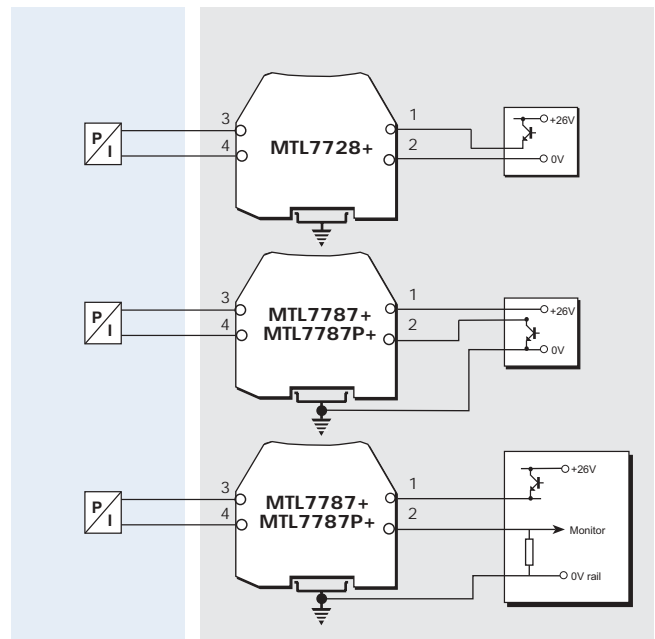 3 1
4 2
P/I
MTL7728+
+26V
0V
3 1
4 2
P/I
MTL7787+
MTL7787P+
+26V
0V
3 1
4 2
P/I
MTL7787+
MTL7787P+
+26V
Monitor
0V rail